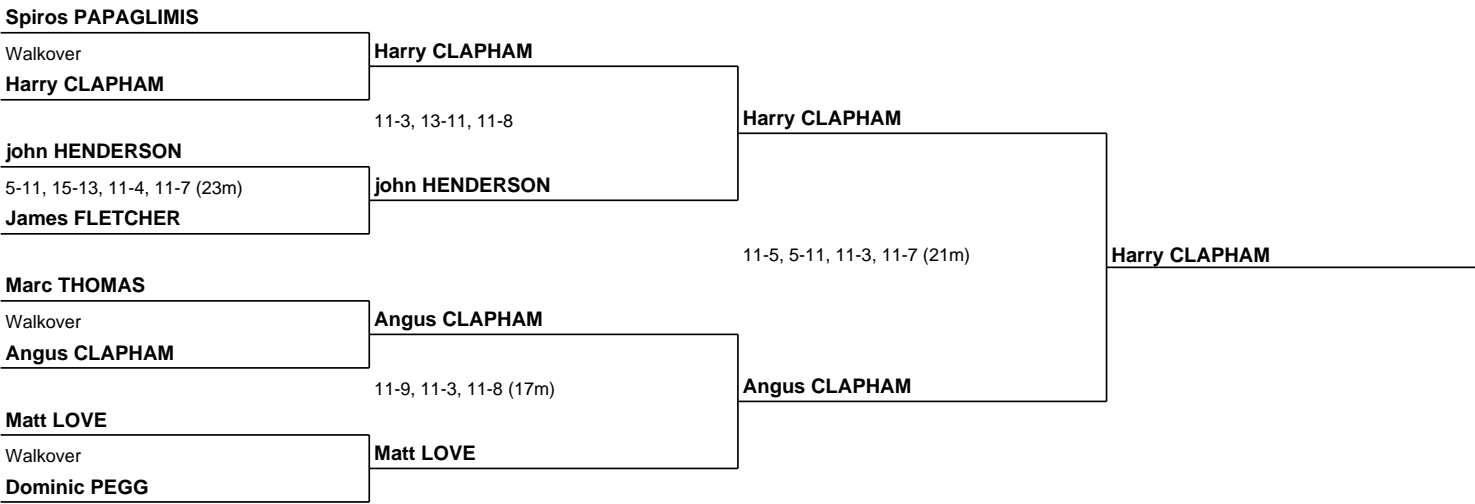 Spiros PAPAGLIMIS
Walkover
Harry CLAPHAM
Harry CLAPHAM
11-3, 13-11, 11-8
Harry CLAPHAM
john HENDERSON
5-11, 15-13, 11-4, 11-7 (23m)
john HENDERSON
James FLETCHER
11-5, 5-11, 11-3, 11-7 (21m)
Harry CLAPHAM
Marc THOMAS
Walkover
Angus CLAPHAM
Angus CLAPHAM
11-9, 11-3, 11-8 (17m)
Angus CLAPHAM
Matt LOVE
Walkover
Matt LOVE
Dominic PEGG